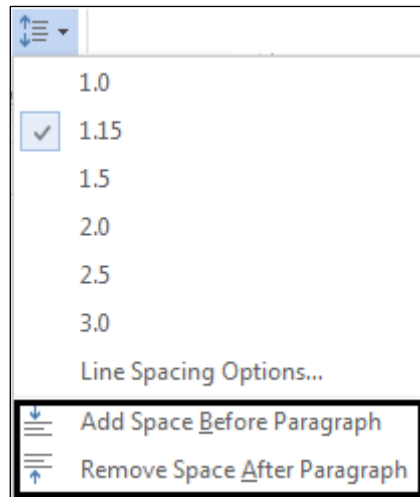 1.0
1.15
1.5
2.0
2.5
3.0
Line Spacing Options...
Add Space Before Paragraph
Remove Space After Paragraph